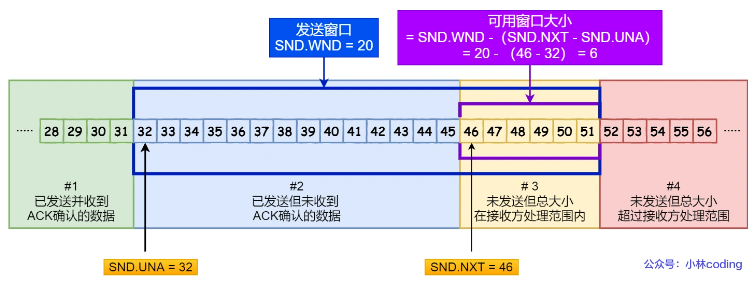 发送窗口
SND.WND = 20
可用窗口大小
= SND.WND -（SND.NXT - SND.UNA）
= 20 - （46 - 32） = 6
····· 28 29 30 31 32 33 34 35 36 37 38 39 40 41 42 43 44 45 46 47 48 49 50 51 52 53 54 55 56 ·····
#1
已发送并收到
ACK确认的数据
#2
已发送但未收到
ACK确认的数据
# 3
未发送但总大小
在接收方处理范围内
#4
未发送但总大小
超过接收方处理范围
SND.UNA = 32
SND.NXT = 46
公众号：小林coding